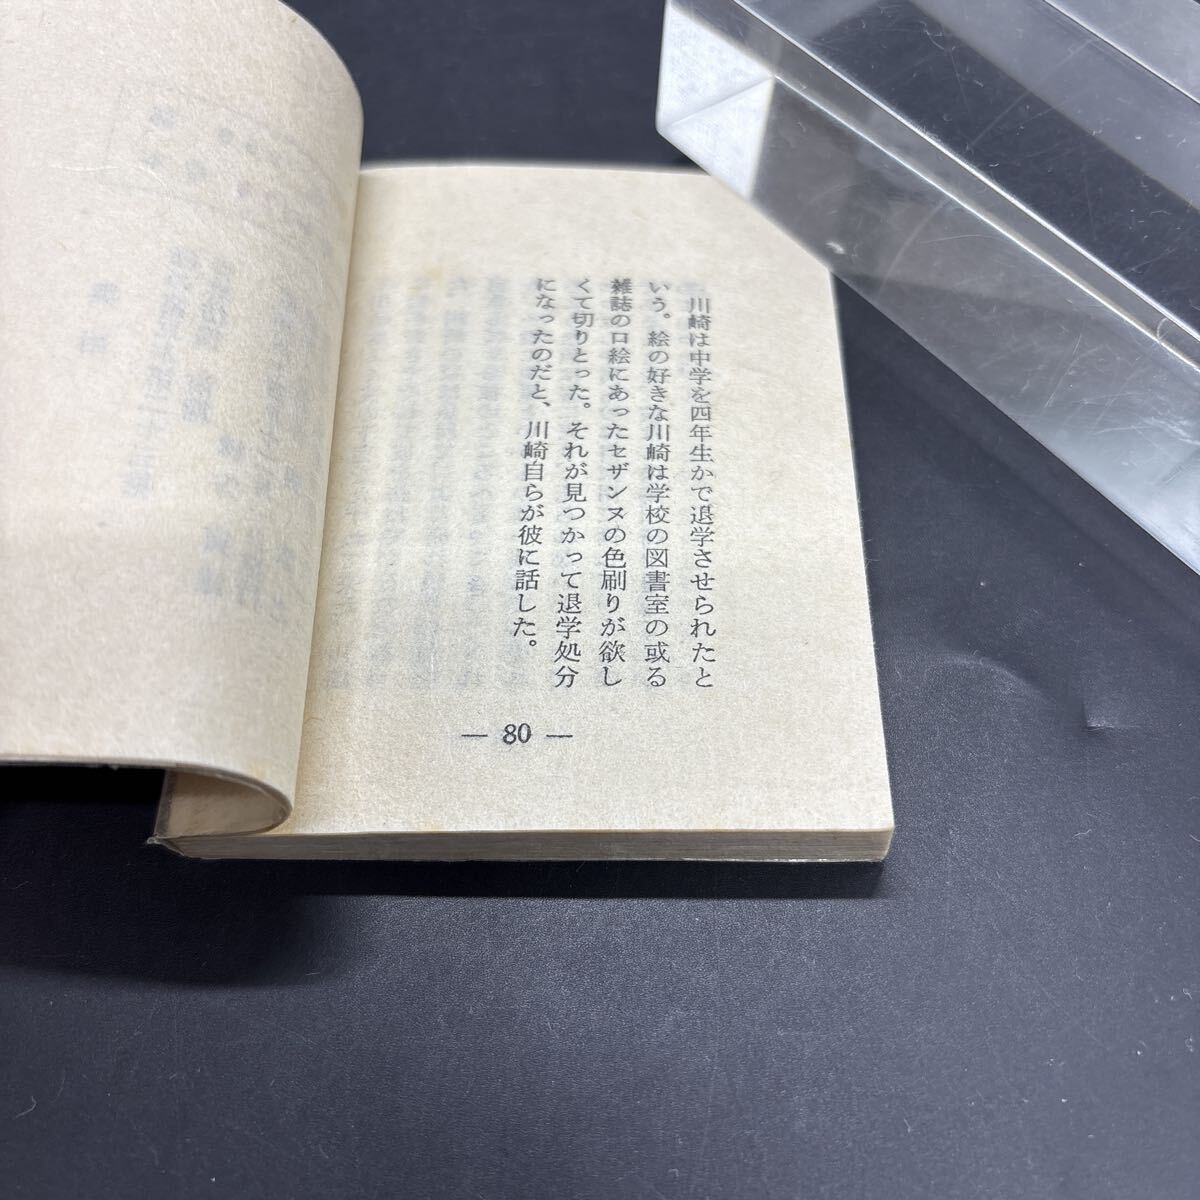 川崎は中学を四年生かで退学させられたと
いう。絵の好きな川崎は学校の図書室の或る
雑誌の口絵にあったセザンヌの色刷りが欲し
くて切りとった。それが見つかって退学処分
になったのだと、川崎自らが彼に話した。
— 80 —